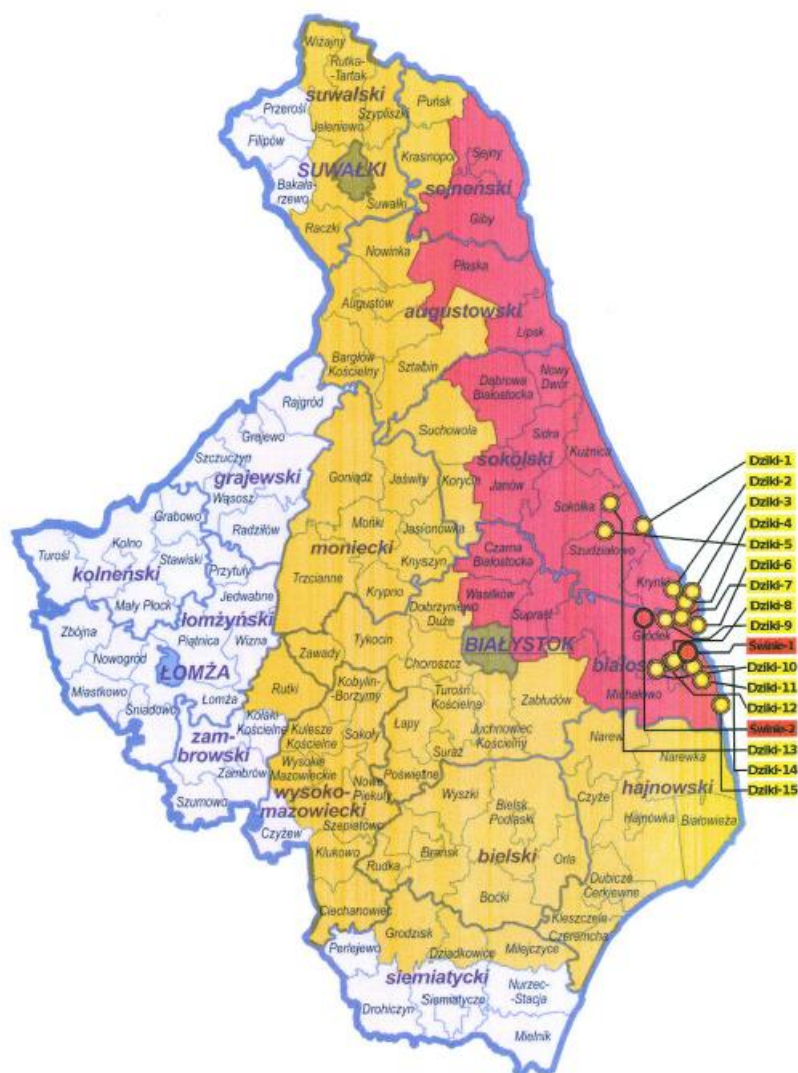 Wiżajny
Rutka-
-Tartak
suwalski
Szypliszki
Puńsk
Przerośl
Jeleniewo
Filipów
Krasnopol
Sejny
SUWAŁKI
sejneński
Bakała-
rzewo
Suwałki
Giby
Raczki
Nowinka
Płaska
Augustów
augustowski
Lipsk
Bargłów
Kościelny
Sztabin
Nowy
Dwór
Dąbrowa
Białostocka
Rajgród
Suchowola
Sidra
Grajewo
Kuźnica
Szczuczyn
sokólski
grajewski
Goniądz
Jaświły
Korycin
Janów
Wąsosz
Sokółka
Grabowo
Mońki
Radziłów
Jasionówka
Kolno
Turośl
Stawiski
moniecki
Szudziałowo
Czarna
Białostocka
kolneński
Przytuły
Knyszyn
Trzcianne
Jedwabne
Krypno
Wasilków
Krynki
Mały Płock
łomżyński
Dobrzyniewo
Duże
Supraśl
Zbójna
Piątnica
Wizna
Tykocin
Gródek
Nowogród
BIAŁYSTOK
Zawady
Choroszcz
ŁOMŻA
białos
Miastkowo
Kobylin-
-Borzymy
Rutki
Turośń
Kościelna
Zabłudów
Michałowo
Śniadowo
Łomża
Kołaki
Kościelne
Kulesze
Kościelne
Sokoły
Łapy
Juchnowiec
Kościelny
Narew
zam-
browski
Suraż
Narewka
Wysokie
Mazowieckie
Zambrów
Nowe
Piekuty
Poświętne
hajnowski
wysoko-
mazowiecki
Wyszki
Czyże
Szumowo
Bielsk
Podlaski
Hajnówka
Białowieża
Szepietowo
Czyżew
Klukowo
Brańsk
bielski
Orla
Rudka
Dubicze
Cerkiewne
Boćki
Ciechanowiec
Kleszczele
Grodzisk
Czeremcha
Perlejewo
Dziadkowice
Milejczyce
siemiatycki
Nurzec-
-Stacja
Drohiczyn
Siemiatycze
Mielnik
Dziki-1
Dziki-2
Dziki-3
Dziki-4
Dziki-5
Dziki-6
Dziki-7
Dziki-8
Dziki-9
Świnie-1
Dziki-10
Dziki-11
Dziki-12
Świnie-2
Dziki-13
Dziki-14
Dziki-15